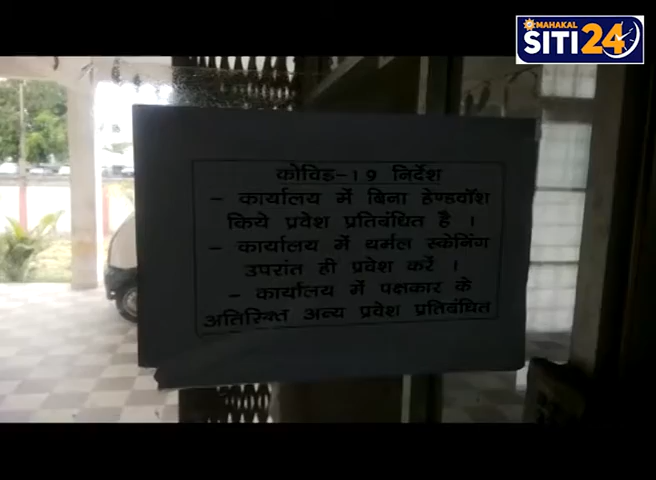 MAHAKAL
SITI24
कोविड-19 निर्देश
- कार्यालय में बिना हेण्डवॉश
किये प्रवेश प्रतिबंधित है ।
- कार्यालय में थर्मल स्केनिंग
उपरांत ही प्रवेश करें ।
- कार्यालय में पक्षकार के
अतिरिक्त अन्य प्रवेश प्रतिबंधित